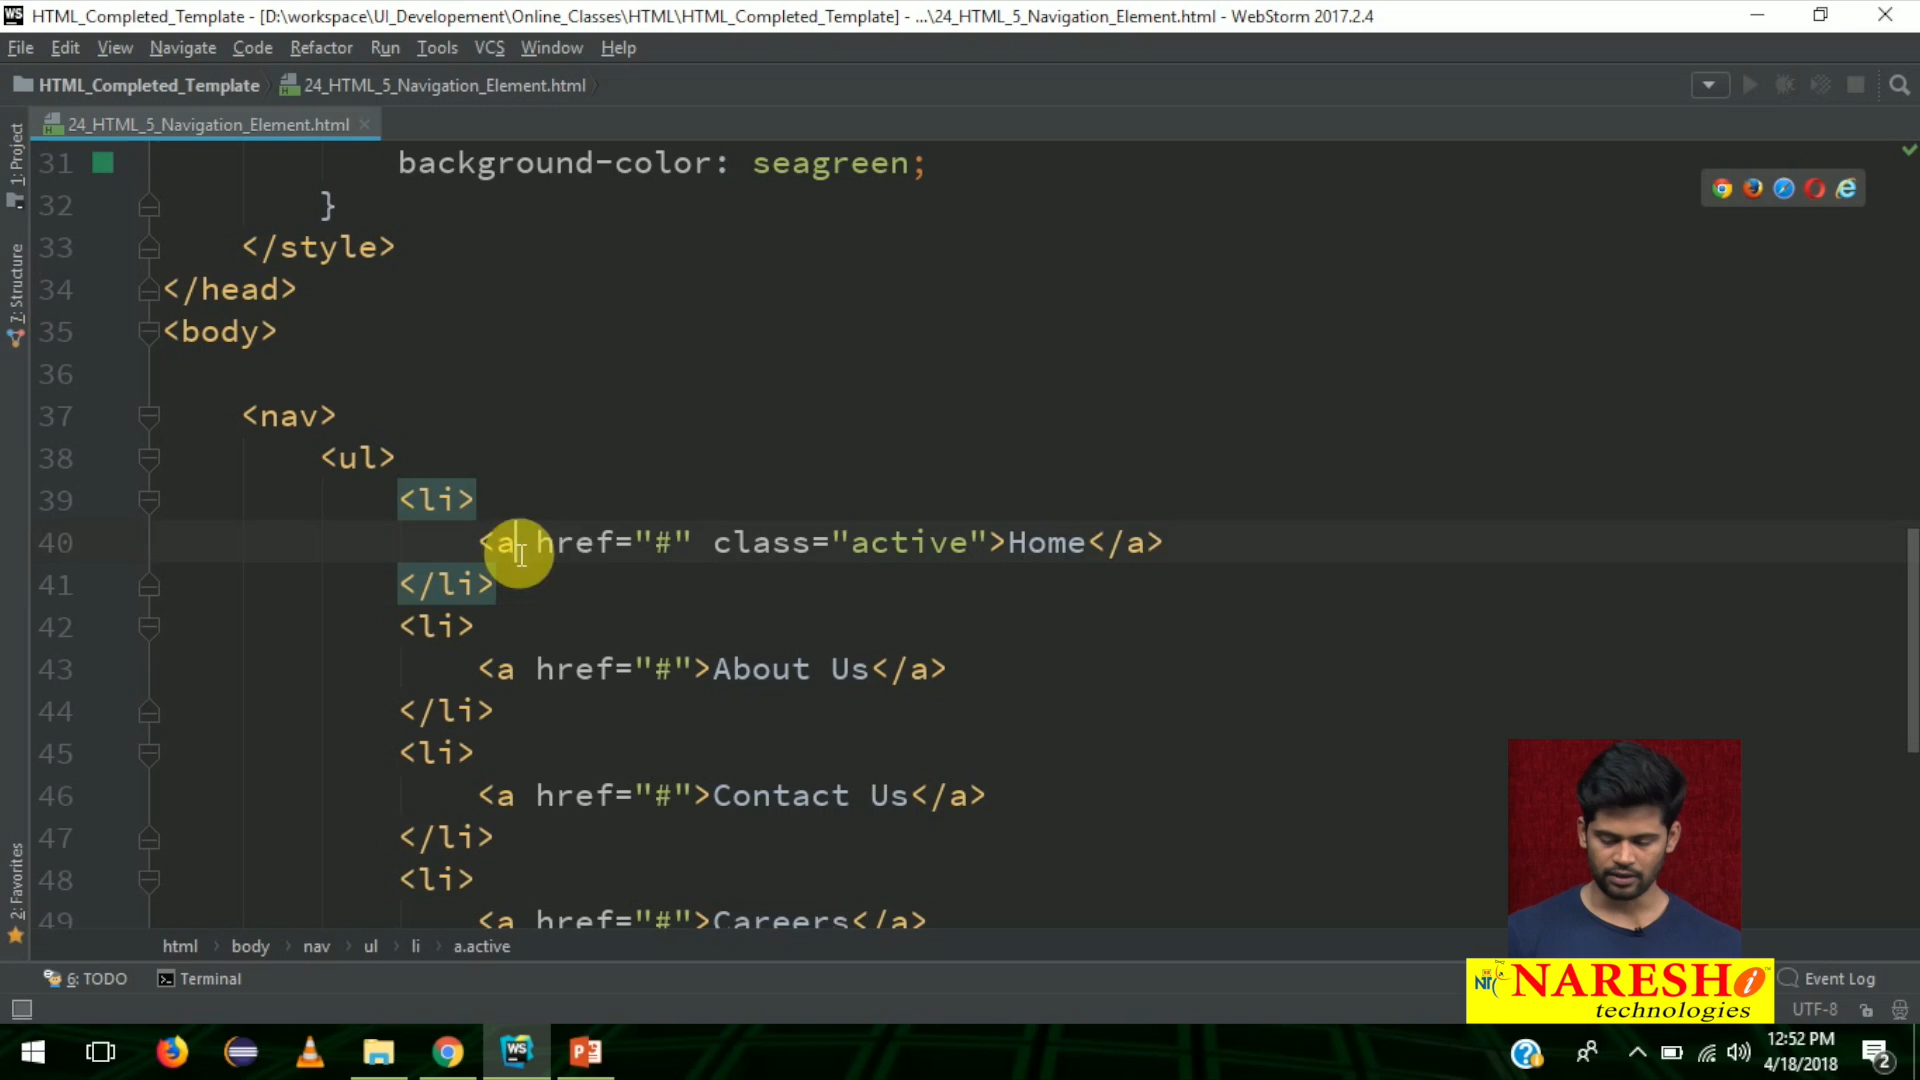 HTML_Completed_Template - [D:\workspace\UI_Developement\Online_Classes\HTML\HTML_Completed_Template] - ...\24_HTML_5_Navigation_Element.html - WebStorm 2017.2.4
File Edit View Navigate Code Refactor Run Tools VCS Window Help
HTML_Completed_Template 24_HTML_5_Navigation_Element.html
24_HTML_5_Navigation_Element.html
1: Project
7: Structure
2: Favorites
31 background-color: seagreen;
32 }
33 </style>
34 </head>
35 <body>
36
37 <nav>
38 <ul>
39 <li>
40 <a href="#" class="active">Home</a>
41 </li>
42 <li>
43 <a href="#">About Us</a>
44 </li>
45 <li>
46 <a href="#">Contact Us</a>
47 </li>
48 <li>
49 <a href="#">Careers</a>
html body nav ul li a.active
6: TODO Terminal Event Log
NARESH i
technologies
UTF-8
WS
12:52 PM
4/18/2018
2